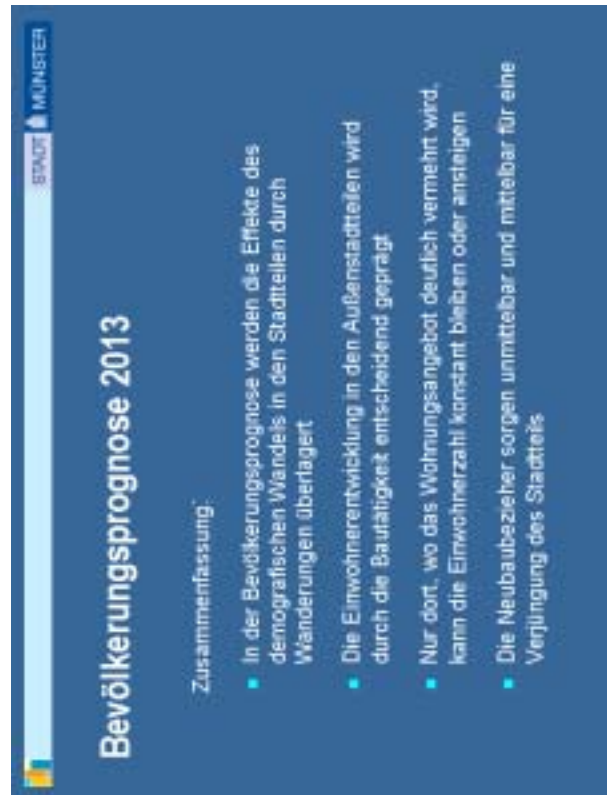 STADT MÜNSTER
Bevölkerungsprognose 2013
Zusammenfassung:
In der Bevölkerungsprognose werden die Effekte des
demografischen Wandels in den Stadtteilen durch
Wanderungen überlagert
Die Einwohnerentwicklung in den Außenstadtteilen wird
durch die Bautätigkeit entscheidend geprägt
Nur dort, wo das Wohnungsangebot deutlich vermehrt wird,
kann die Einwohnerzahl konstant bleiben oder ansteigen
Die Neubaubezieher sorgen unmittelbar und mittelbar für eine
Verjüngung des Stadtteils